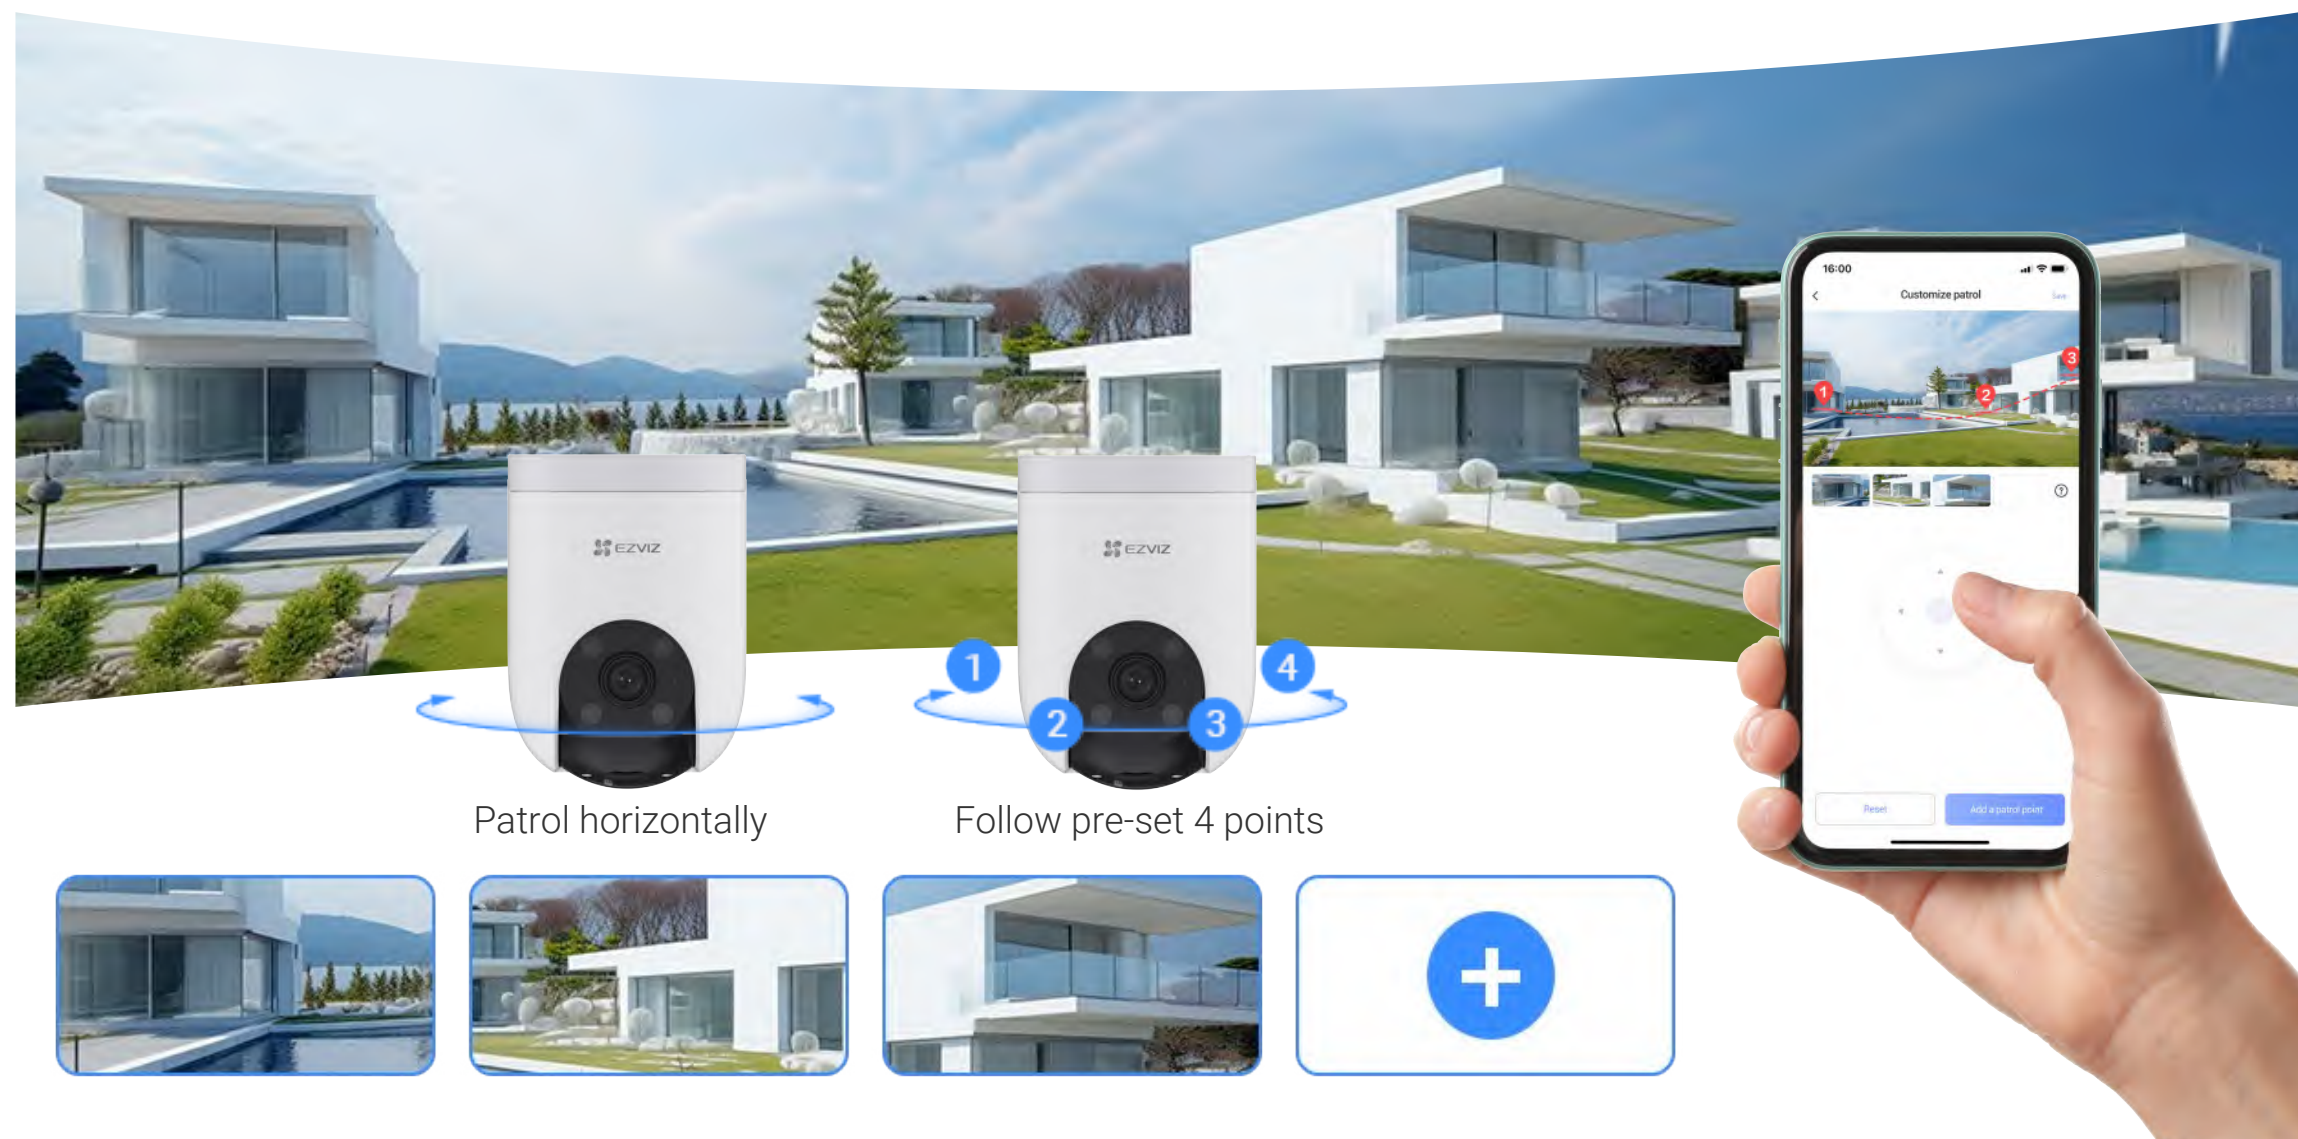 16:00
Customize patrol
Save
1
2
3
EZVIZ
EZVIZ
1
2
3
4
Patrol horizontally
Follow pre-set 4 points
Reset
Add a patrol point